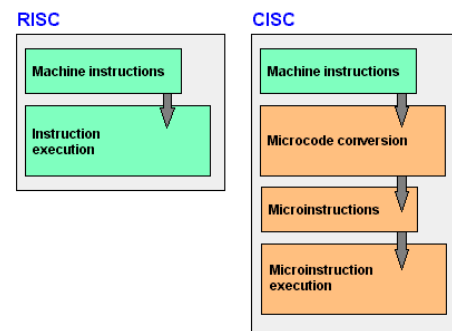 RISC
Machine instructions
Instruction
execution
CISC
Machine instructions
Microcode conversion
Microinstructions
Microinstruction
execution